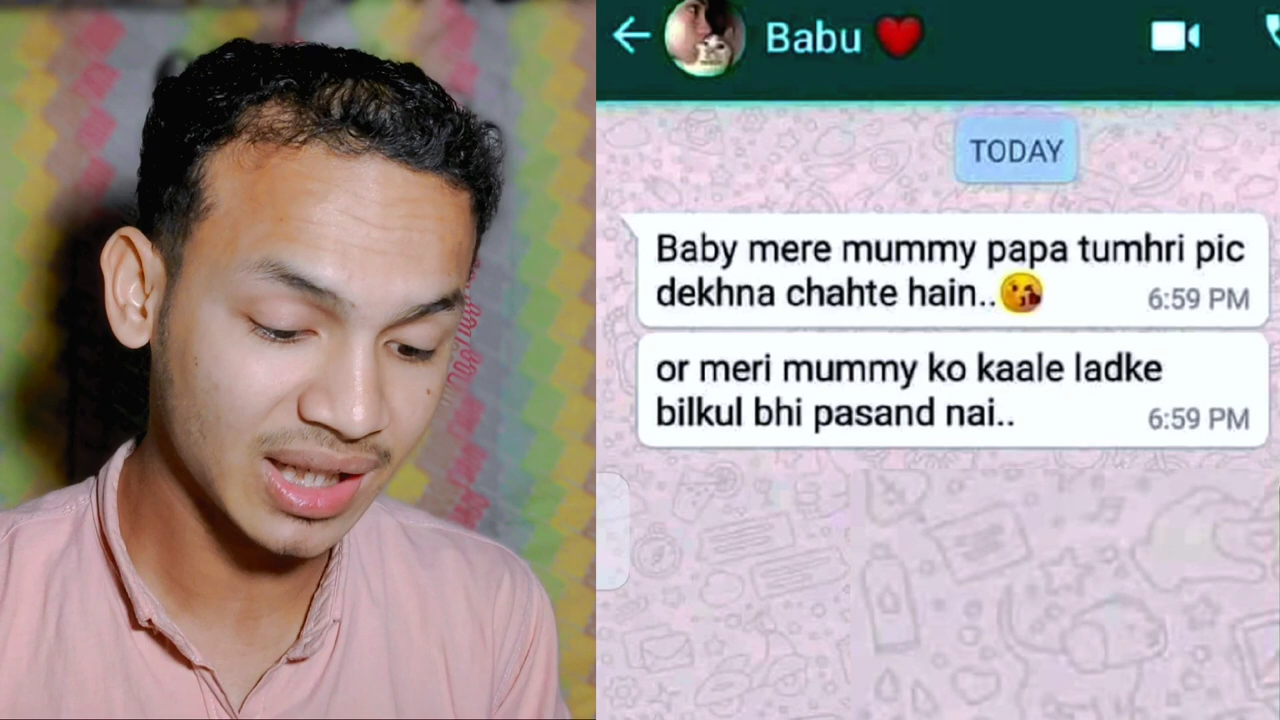 Babu ❤️
TODAY
Baby mere mummy papa tumhri pic
dekhna chahte hain..😘
6:59 PM
or meri mummy ko kaale ladke
bilkul bhi pasand nai..
6:59 PM